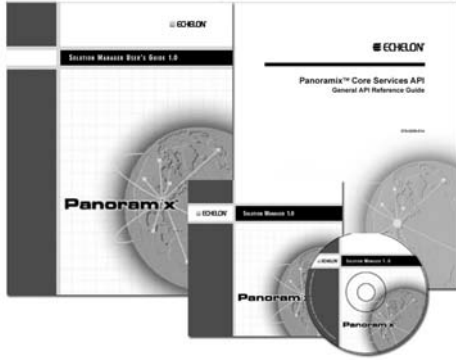 ECHELON
SOLUTION MANAGER USER'S GUIDE 1.0
Panoramix
ECHELON
Panoramix™ Core Services API
General API Reference Guide
ECHELON
SOLUTION MANAGER 1.0
Panoramix
SOLUTION MANAGER 1.0
Panoramix